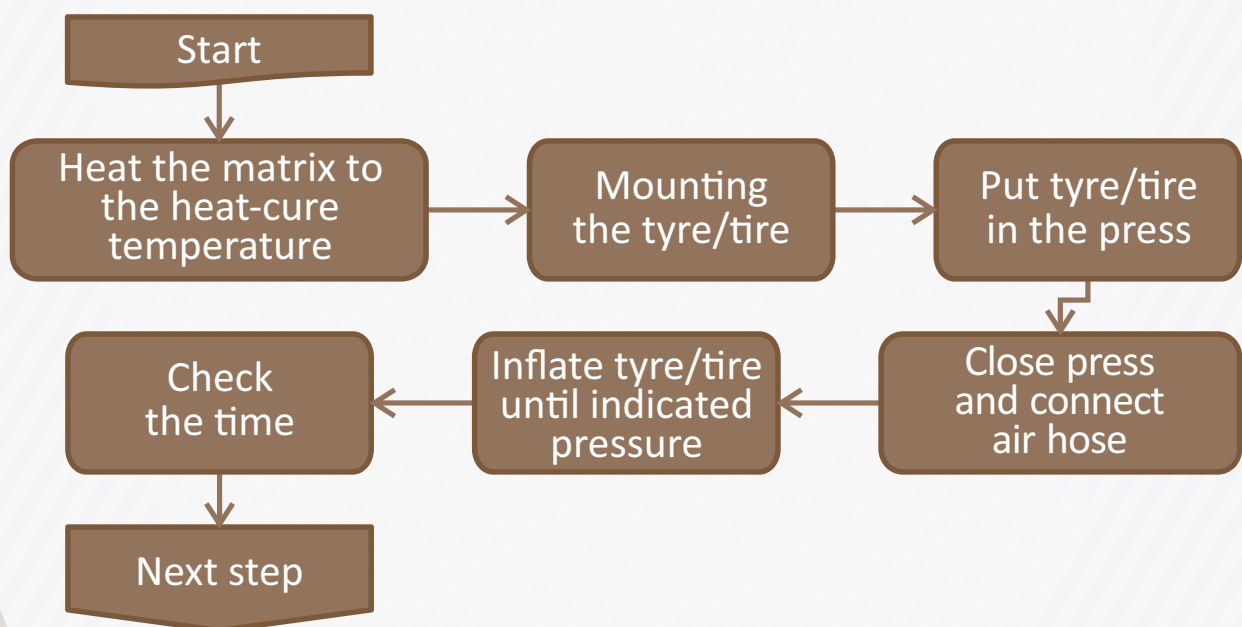 Start
Heat the matrix to
the heat-cure
temperature
Mounting
the tyre/tire
Put tyre/tire
in the press
Close press
and connect
air hose
Inflate tyre/tire
until indicated
pressure
Check
the time
Next step